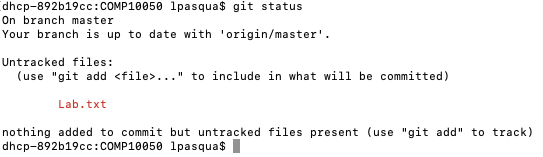 dhcp-892b19cc:COMP10050 lpasqua$ git status
On branch master
Your branch is up to date with 'origin/master'.
Untracked files:
(use "git add <file>..." to include in what will be committed)
Lab.txt
nothing added to commit but untracked files present (use "git add" to track)
dhcp-892b19cc:COMP10050 lpasqua$